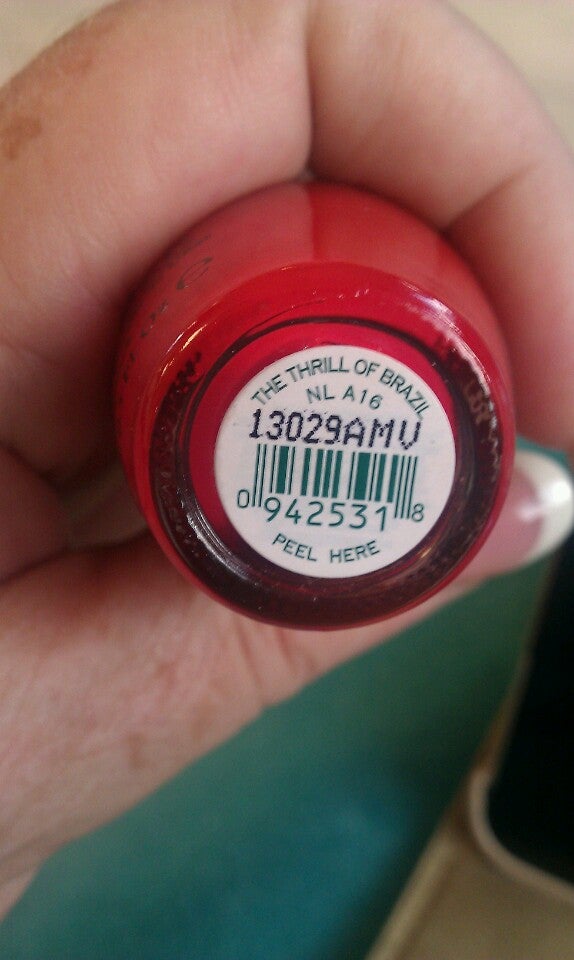 THE THRILL OF BRAZIL
NL A16
13029AMV
0 942531 8
PEEL HERE